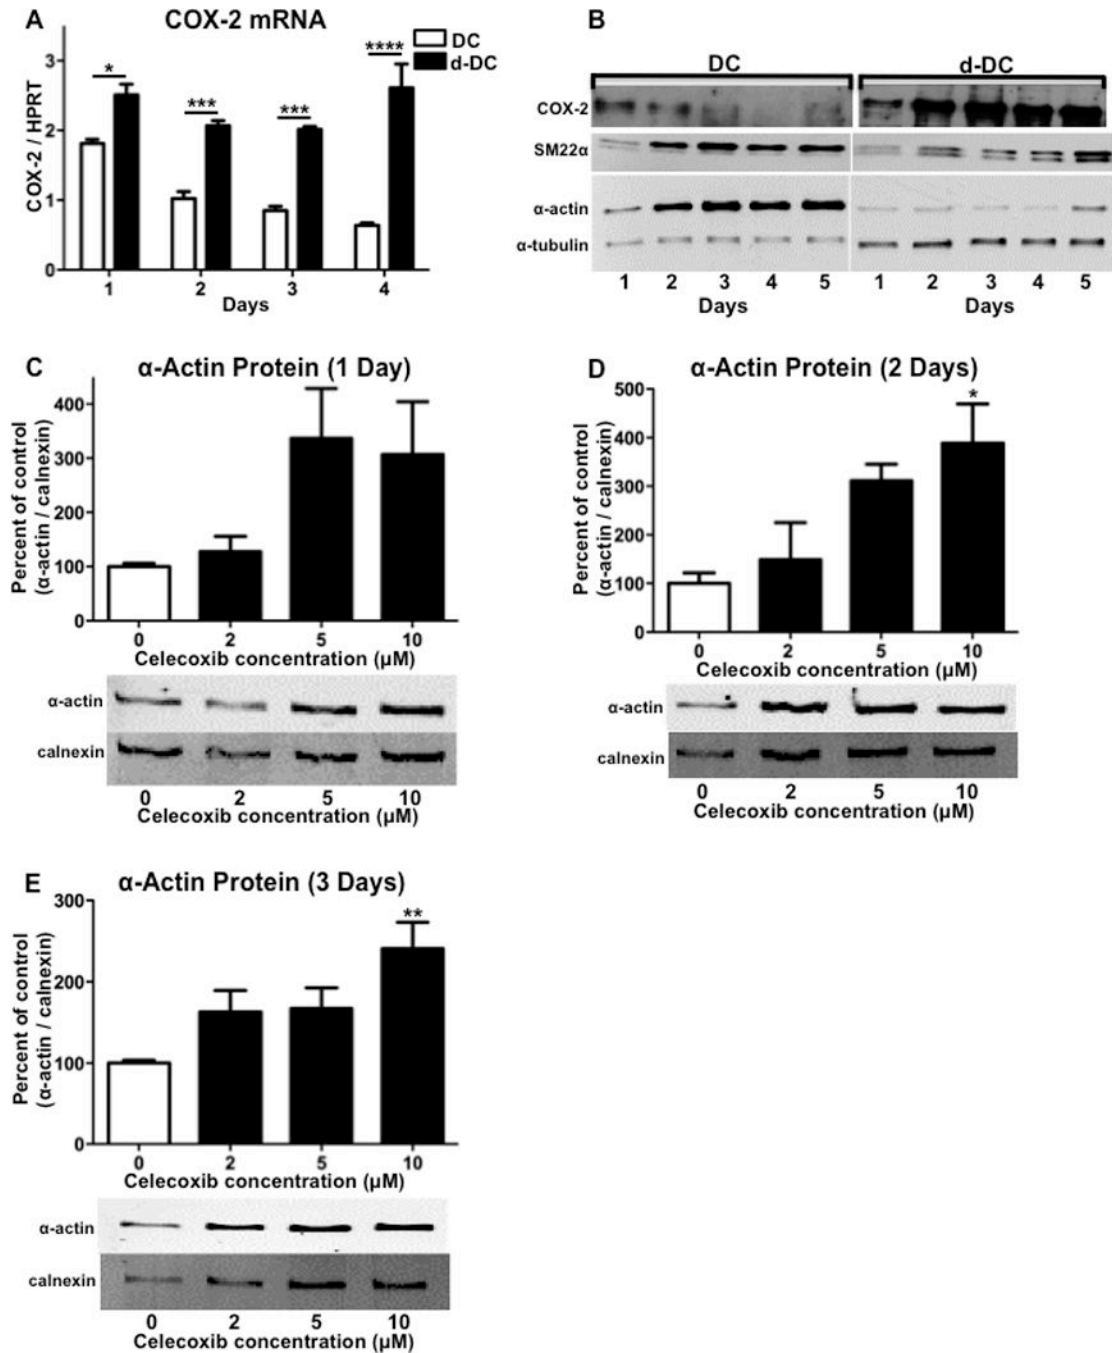 A
COX-2 mRNA
COX-2 / HPRT
3
2
1
0
*
***
***
****
DC
d-DC
1 2 3 4
Days
B
DC d-DC
COX-2
SM22α
α-actin
α-tubulin
1 2 3 4 5 1 2 3 4 5
Days Days
C
α-Actin Protein (1 Day)
Percent of control
(α-actin / calnexin)
400
300
200
100
0
0 2 5 10
Celecoxib concentration (μM)
α-actin
calnexin
0 2 5 10
Celecoxib concentration (μM)
D
α-Actin Protein (2 Days)
Percent of control
(α-actin / calnexin)
500
400
300
200
100
0
*
0 2 5 10
Celecoxib concentration (μM)
α-actin
calnexin
0 2 5 10
Celecoxib concentration (μM)
E
α-Actin Protein (3 Days)
Percent of control
(α-actin / calnexin)
300
200
100
0
**
0 2 5 10
Celecoxib concentration (μM)
α-actin
calnexin
0 2 5 10
Celecoxib concentration (μM)